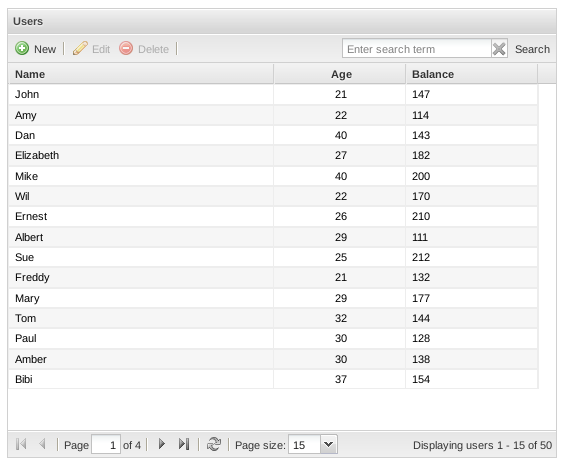 Users
New Edit Delete Enter search term Search
Name Age Balance
John 21 147
Amy 22 114
Dan 40 143
Elizabeth 27 182
Mike 40 200
Wil 22 170
Ernest 26 210
Albert 29 111
Sue 25 212
Freddy 21 132
Mary 29 177
Tom 32 144
Paul 30 128
Amber 30 138
Bibi 37 154
Page 1 of 4 Page size: 15 Displaying users 1 - 15 of 50